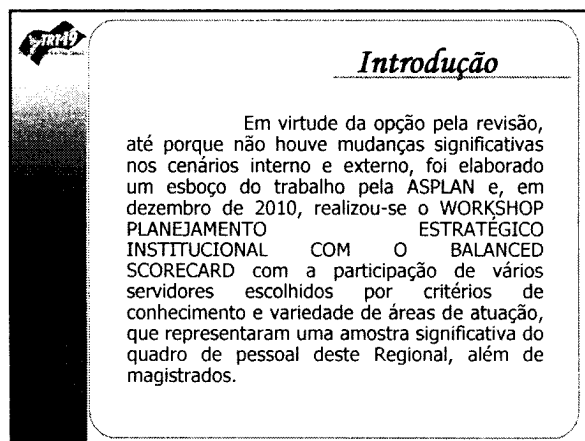 TRT19
Introdução
Em virtude da opção pela revisão,
até porque não houve mudanças significativas
nos cenários interno e externo, foi elaborado
um esboço do trabalho pela ASPLAN e, em
dezembro de 2010, realizou-se o WORKSHOP
PLANEJAMENTO ESTRATÉGICO
INSTITUCIONAL COM O BALANCED
SCORECARD com a participação de vários
servidores escolhidos por critérios de
conhecimento e variedade de áreas de atuação,
que representaram uma amostra significativa do
quadro de pessoal deste Regional, além de
magistrados.